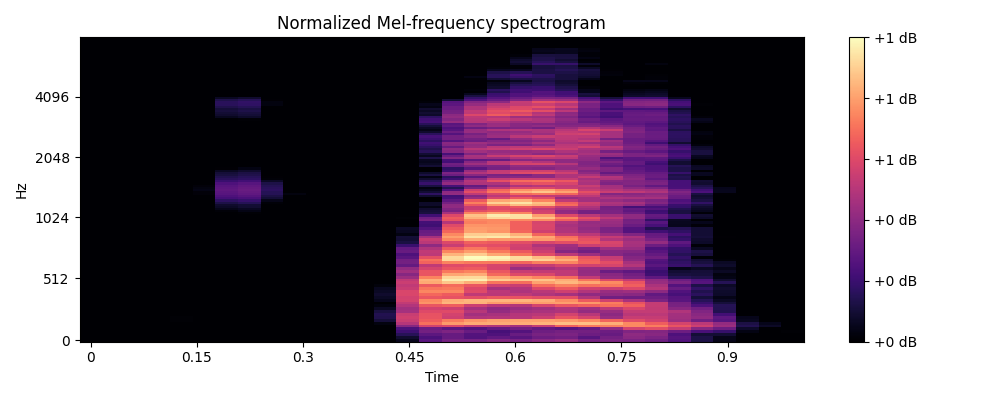 Normalized Mel-frequency spectrogram
Hz
4096
2048
1024
512
0
0 0.15 0.3 0.45 0.6 0.75 0.9
Time
+1 dB
+1 dB
+1 dB
+0 dB
+0 dB
+0 dB